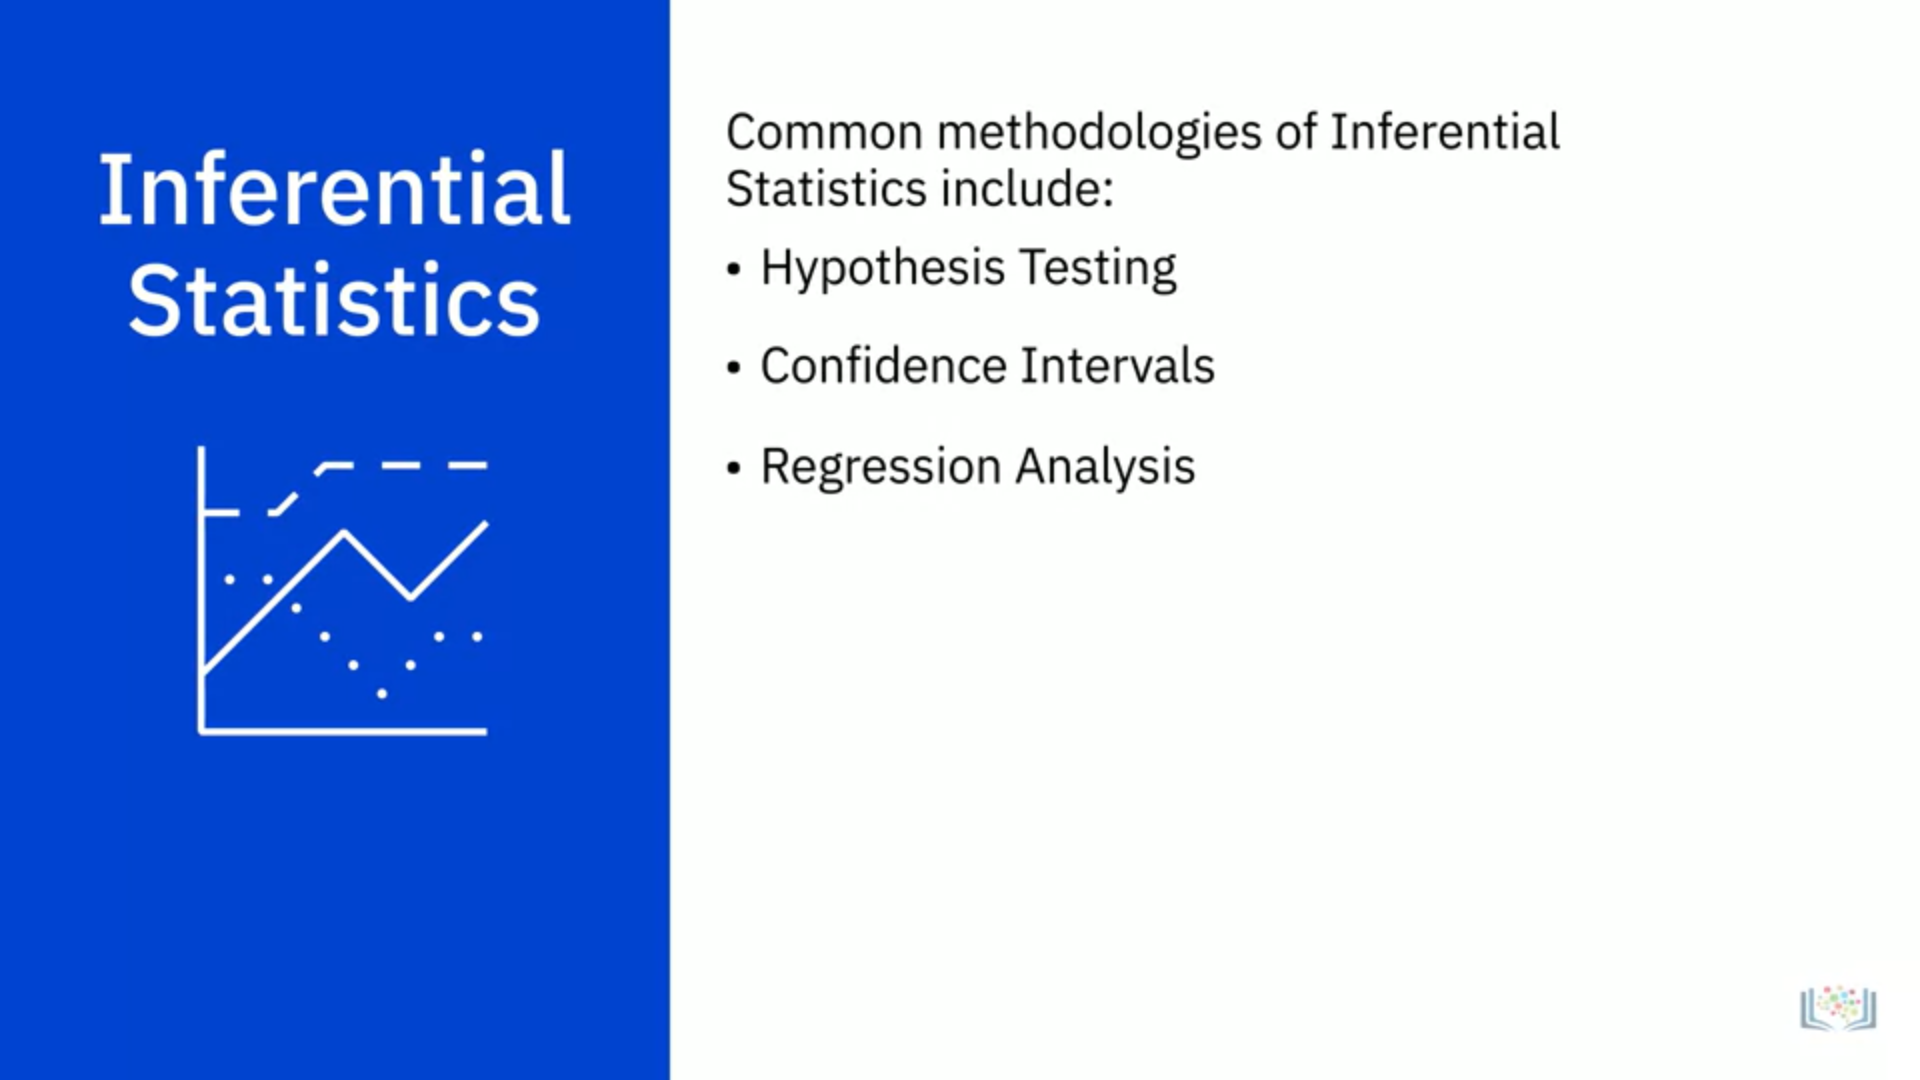 Inferential
Statistics
Common methodologies of Inferential
Statistics include:
• Hypothesis Testing
• Confidence Intervals
• Regression Analysis